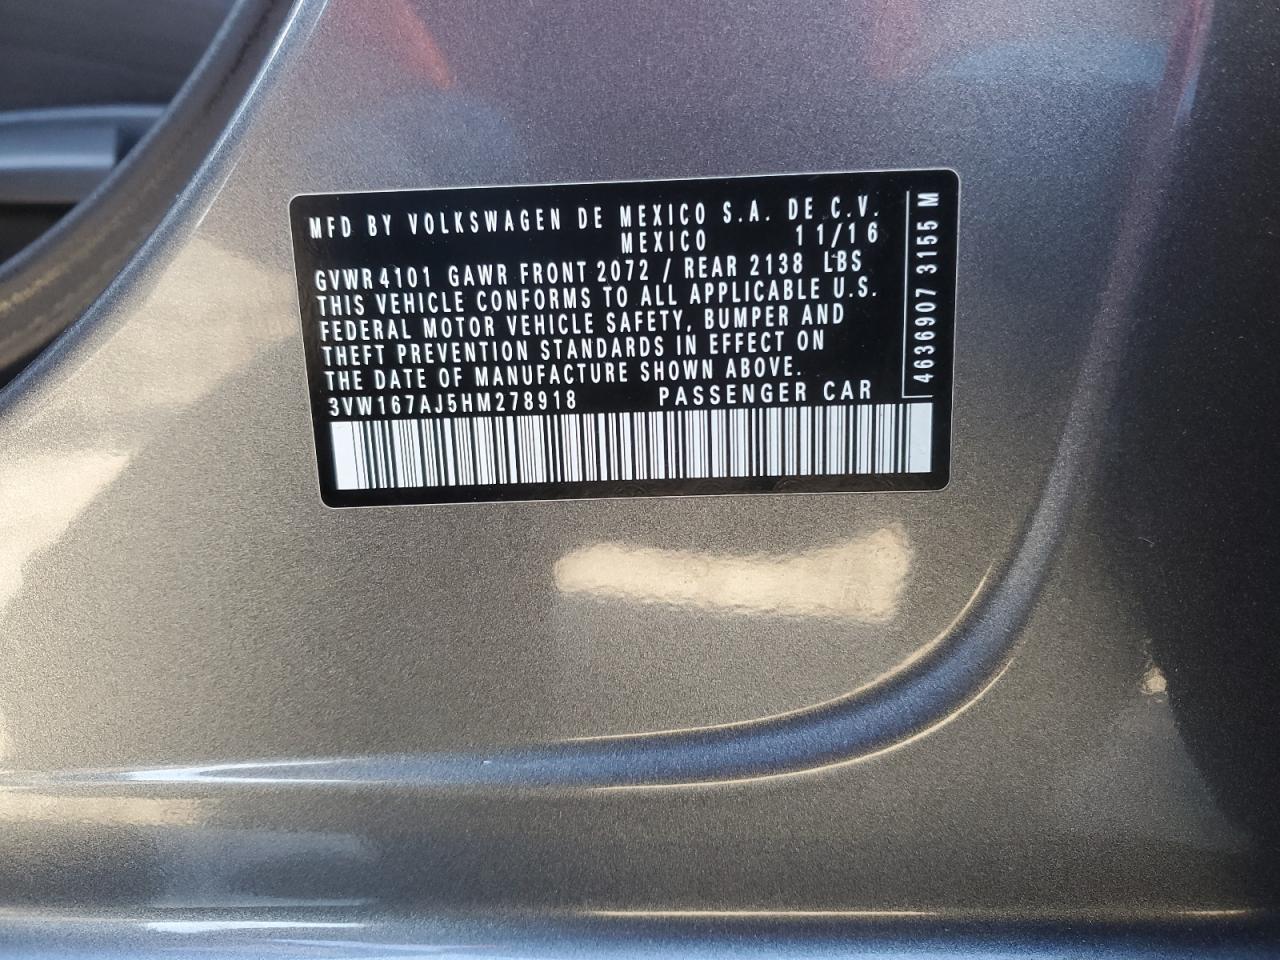 MFD BY VOLKSWAGEN DE MEXICO S.A. DE C.V.
MEXICO 11/16
GVWR 4101 GAWR FRONT 2072 / REAR 2138 LBS
THIS VEHICLE CONFORMS TO ALL APPLICABLE U.S.
FEDERAL MOTOR VEHICLE SAFETY, BUMPER AND
THEFT PREVENTION STANDARDS IN EFFECT ON
THE DATE OF MANUFACTURE SHOWN ABOVE.
3VW167AJ5HM278918 PASSENGER CAR
4636907 3155 M